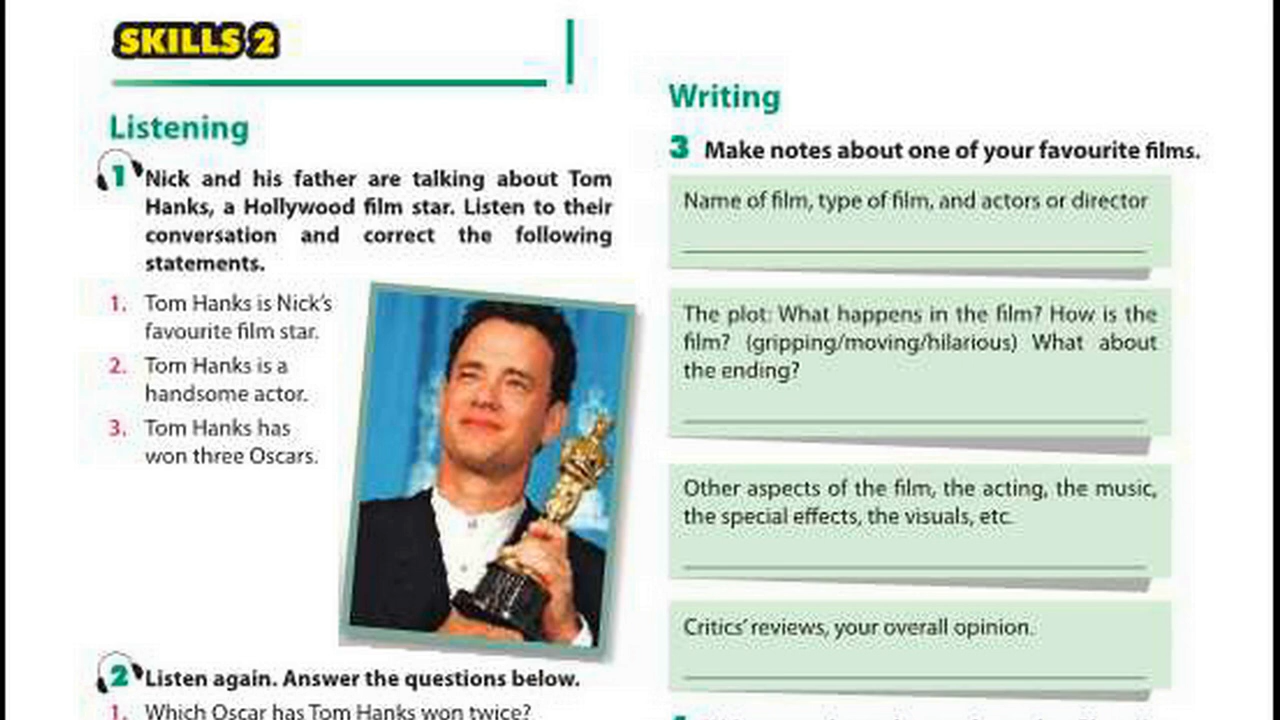 SKILLS 2
Listening
1 Nick and his father are talking about Tom
Hanks, a Hollywood film star. Listen to their
conversation and correct the following
statements.
1. Tom Hanks is Nick's
favourite film star.
2. Tom Hanks is a
handsome actor.
3. Tom Hanks has
won three Oscars.
2 Listen again. Answer the questions below.
1. Which Oscar has Tom Hanks won twice?
Writing
3 Make notes about one of your favourite films.
Name of film, type of film, and actors or director
The plot: What happens in the film? How is the
film? (gripping/moving/hilarious) What about
the ending?
Other aspects of the film, the acting, the music,
the special effects, the visuals, etc.
Critics' reviews, your overall opinion.